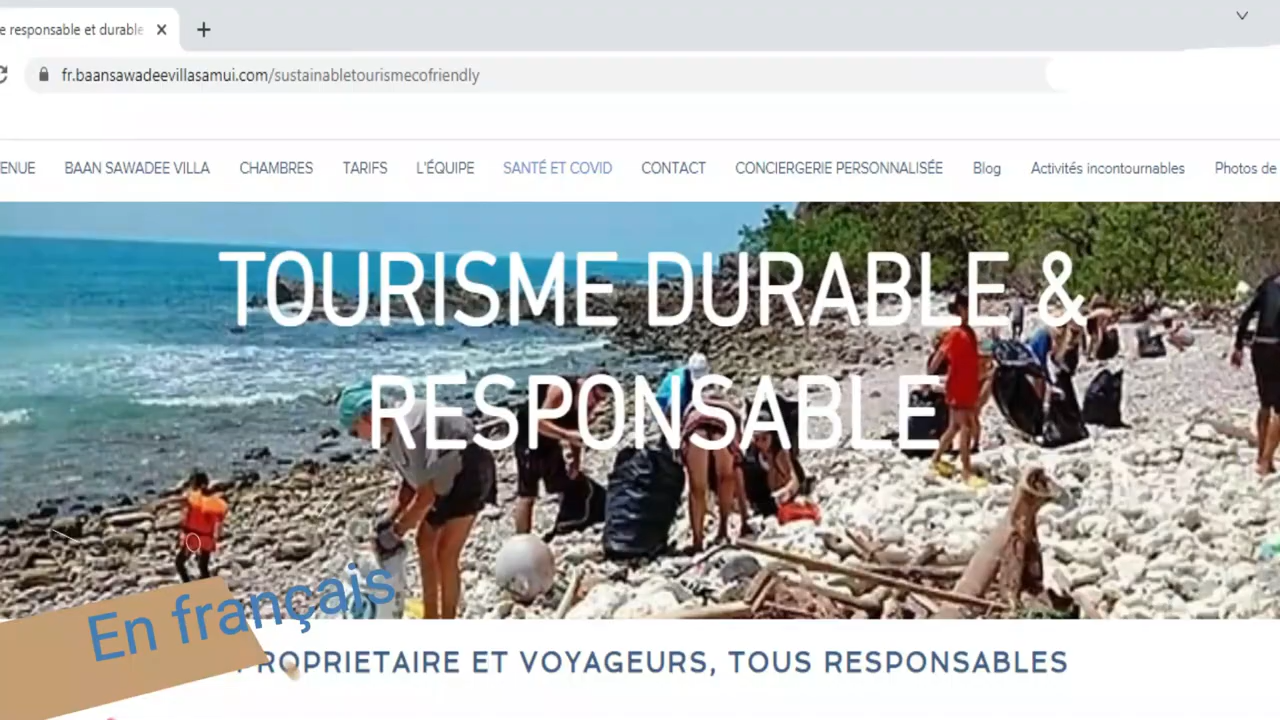 e responsable et durable
fr.baansawadeevillasamui.com/sustainabletourismecofriendly
ENUE BAAN SAWADEE VILLA CHAMBRES TARIFS L'ÉQUIPE SANTÉ ET COVID CONTACT CONCIERGERIE PERSONNALISÉE Blog Activités incontournables Photos de
TOURISME DURABLE &
RESPONSABLE
En français
PROPRIETAIRE ET VOYAGEURS, TOUS RESPONSABLES